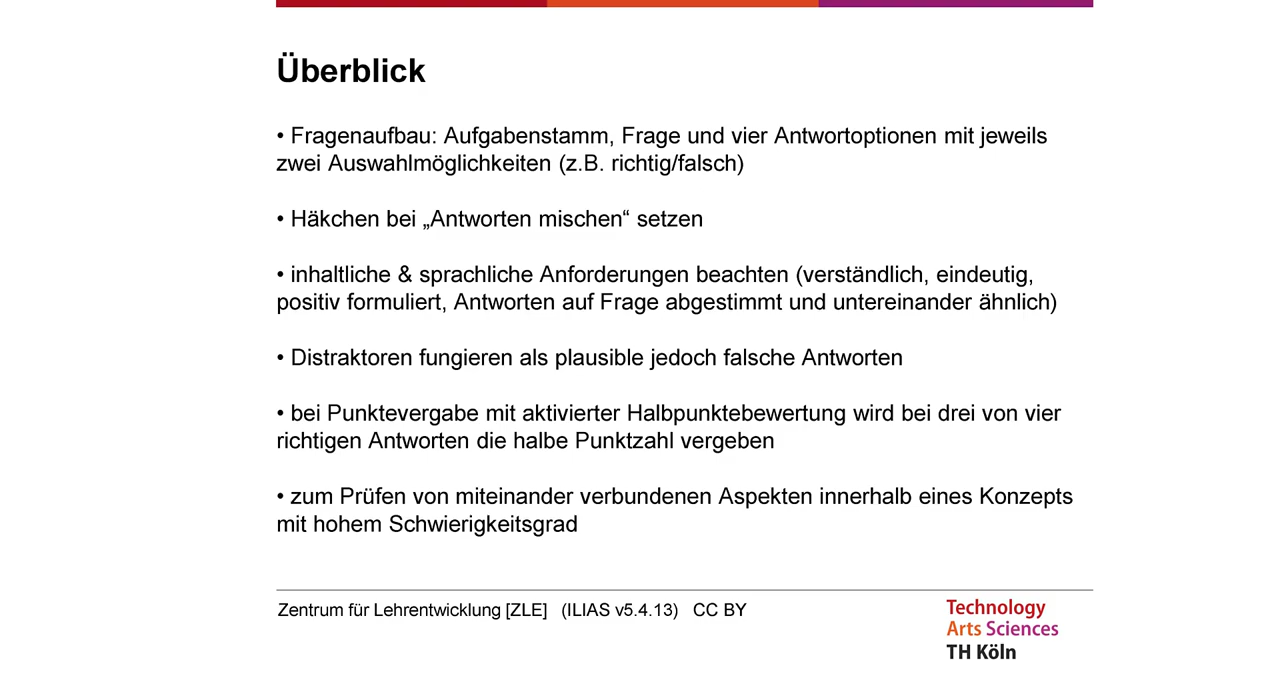 Überblick
• Fragenaufbau: Aufgabenstamm, Frage und vier Antwortoptionen mit jeweils
zwei Auswahlmöglichkeiten (z.B. richtig/falsch)
• Häkchen bei „Antworten mischen“ setzen
• inhaltliche & sprachliche Anforderungen beachten (verständlich, eindeutig,
positiv formuliert, Antworten auf Frage abgestimmt und untereinander ähnlich)
• Distraktoren fungieren als plausible jedoch falsche Antworten
• bei Punktevergabe mit aktivierter Halbpunktebewertung wird bei drei von vier
richtigen Antworten die halbe Punktzahl vergeben
• zum Prüfen von miteinander verbundenen Aspekten innerhalb eines Konzepts
mit hohem Schwierigkeitsgrad
Zentrum für Lehrentwicklung [ZLE] (ILIAS v5.4.13) CC BY
Technology
Arts Sciences
TH Köln